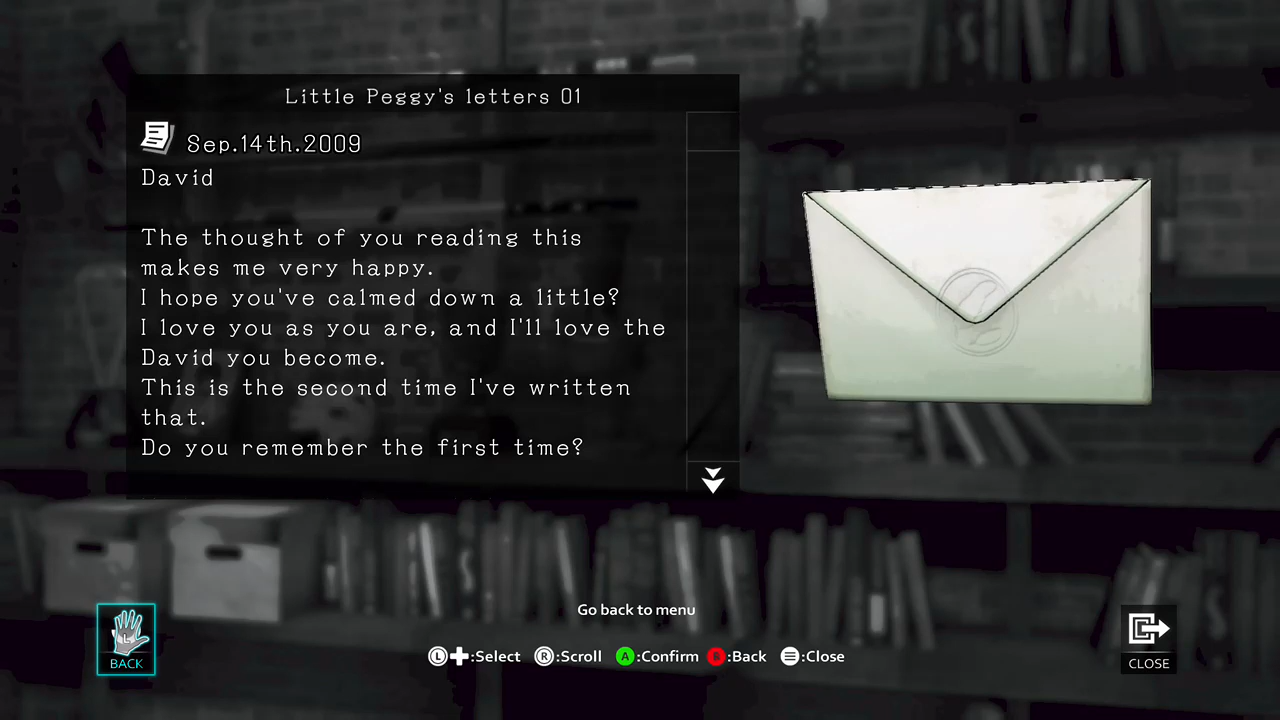 Little Peggy's letters 01
Sep.14th.2009
David
The thought of you reading this
makes me very happy.
I hope you've calmed down a little?
I love you as you are, and I'll love the
David you become.
This is the second time I've written
that.
Do you remember the first time?
Go back to menu
L :Select R :Scroll A :Confirm B :Back :Close
L
BACK
CLOSE